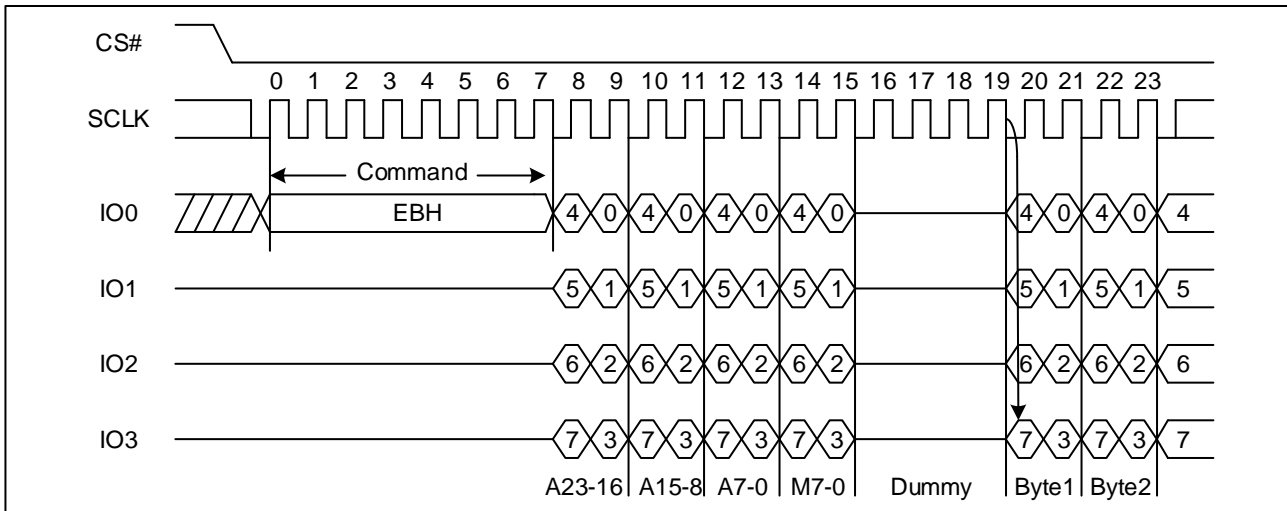 CS#
0 1 2 3 4 5 6 7 8 9 10 11 12 13 14 15 16 17 18 19 20 21 22 23
SCLK
Command
IO0 EBH 4 0 4 0 4 0 4 0 4 0 4 0 4
IO1 5 1 5 1 5 1 5 1 5 1 5 1 5
IO2 6 2 6 2 6 2 6 2 6 2 6 2 6
IO3 7 3 7 3 7 3 7 3 7 3 7 3 7
A23-16 A15-8 A7-0 M7-0 Dummy Byte1 Byte2